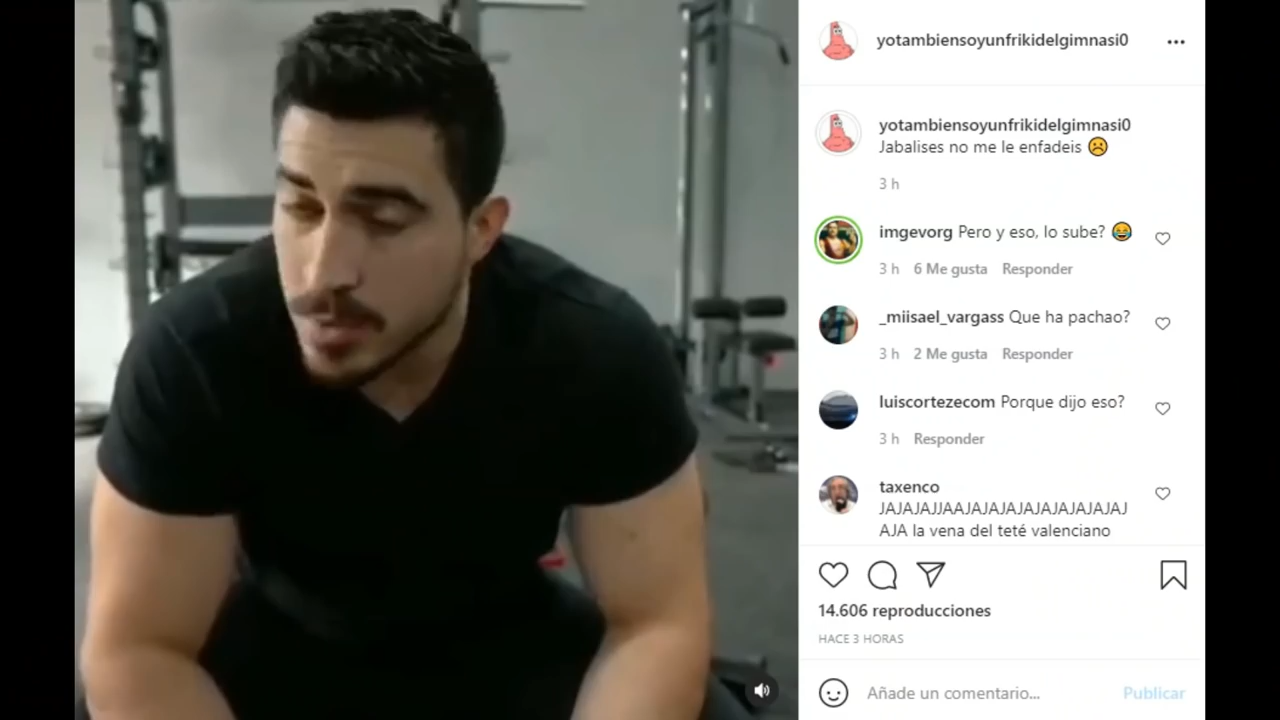 yotambiensoyunfrikidelgimnasi0
yotambiensoyunfrikidelgimnasi0
Jabalises no me le enfadeis
3 h
imgevorg Pero y eso, lo sube?
3 h 6 Me gusta Responder
_miisael_vargass Que ha pachao?
3 h 2 Me gusta Responder
luiscortezecom Porque dijo eso?
3 h Responder
taxenco
JAJAJAJJAAJAJAJAJAJAJAJAJAJAJ
AJA la vena del teté valenciano
14.606 reproducciones
HACE 3 HORAS
Añade un comentario...
Publicar